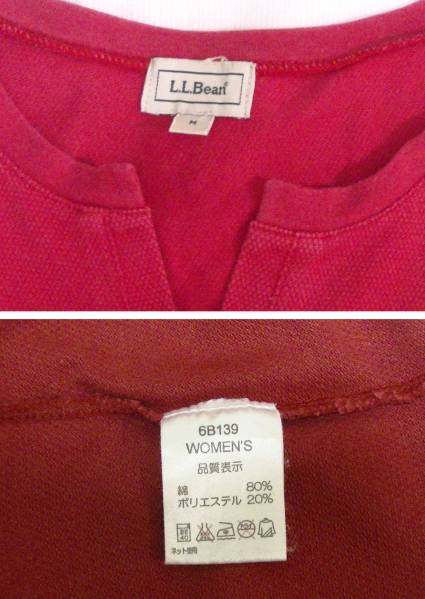 L.L.Bean®
M
6B139
WOMEN'S
品質表示
綿 80%
ポリエステル 20%
ネット使用